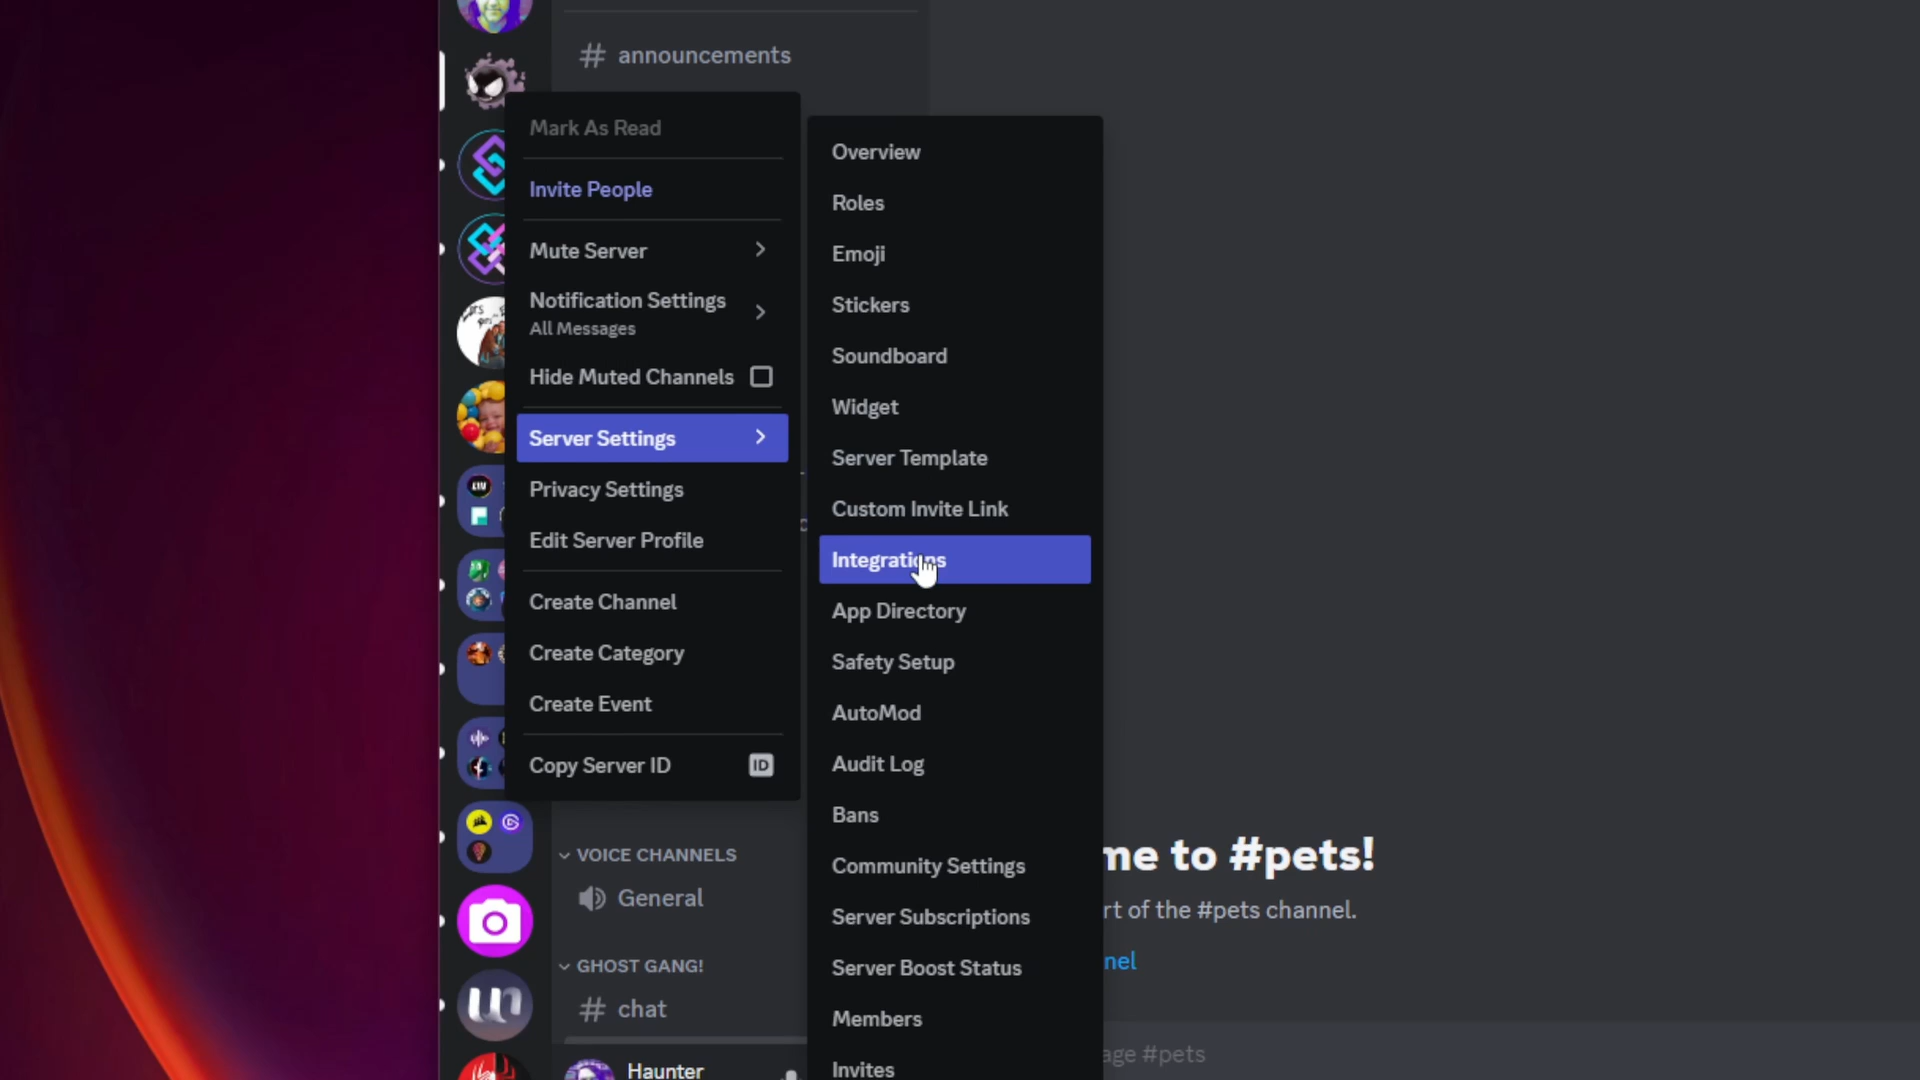 announcements
Mark As Read
Invite People
Mute Server
Notification Settings
All Messages
Hide Muted Channels
Server Settings
Privacy Settings
Edit Server Profile
Create Channel
Create Category
Create Event
Copy Server ID
ID
Overview
Roles
Emoji
Stickers
Soundboard
Widget
Server Template
Custom Invite Link
Integrations
App Directory
Safety Setup
AutoMod
Audit Log
Bans
Community Settings
Server Subscriptions
Server Boost Status
Members
Invites
VOICE CHANNELS
General
GHOST GANG!
# chat
Haunter
me to #pets!
rt of the #pets channel.
nel
age #pets